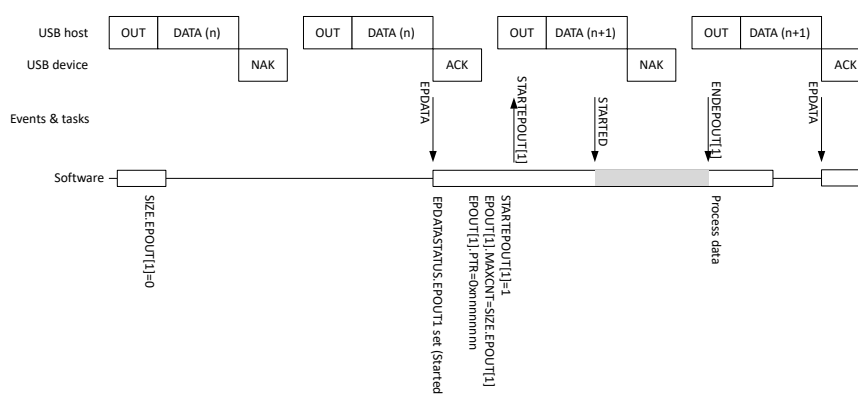 USB host
OUT
DATA (n)
OUT
DATA (n)
OUT
DATA (n+1)
OUT
DATA (n+1)
USB device
NAK
ACK
NAK
ACK
Events & tasks
EPDATA
STARTEPOUT[1]
STARTED
ENDEPOUT[1]
EPDATA
Software
SIZE.EPOUT[1]=0
EPDATASTATUS.EPOUT1 set (Started
STARTEPOUT[1]=1
EPOUT[1].MAXCNT=SIZE.EPOUT[1]
EPOUT[1].PTR=0xnnnnnnnn
Process data